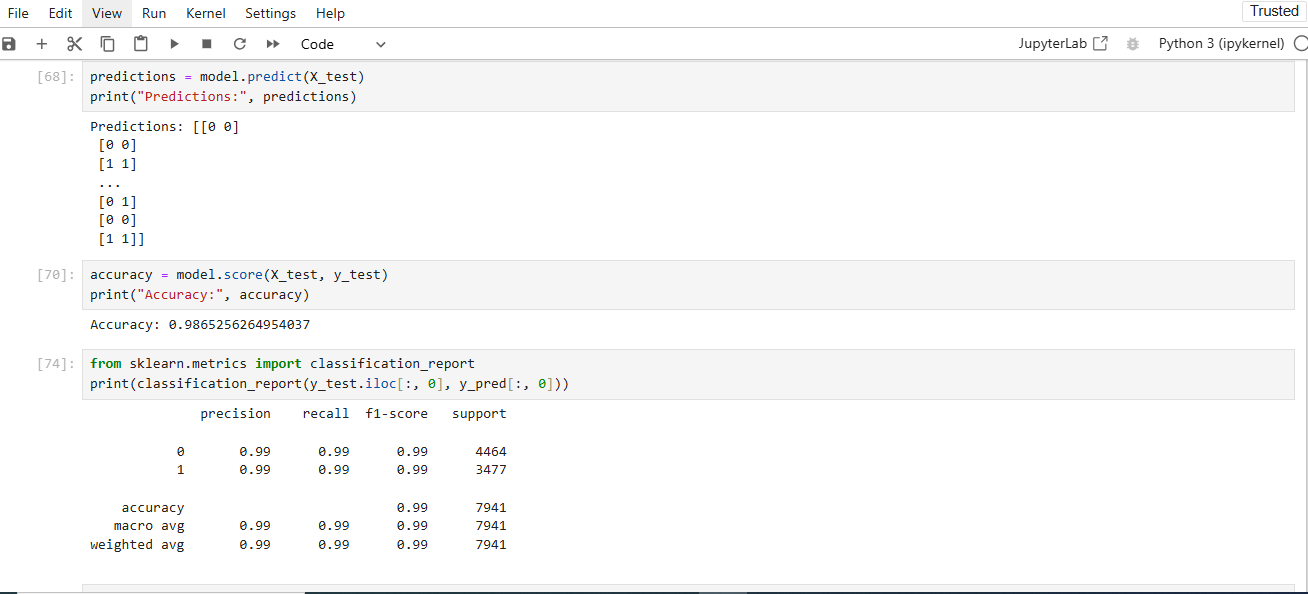 File Edit View Run Kernel Settings Help Trusted
Code JupyterLab Python 3 (ipykernel)
[68]: predictions = model.predict(X_test)
print("Predictions:", predictions)
Predictions: [[0 0]
[0 0]
[1 1]
...
[0 1]
[0 0]
[1 1]]
[70]: accuracy = model.score(X_test, y_test)
print("Accuracy:", accuracy)
Accuracy: 0.9865256264954037
[74]: from sklearn.metrics import classification_report
print(classification_report(y_test.iloc[:, 0], y_pred[:, 0]))
precision recall f1-score support
0 0.99 0.99 0.99 4464
1 0.99 0.99 0.99 3477
accuracy 0.99 7941
macro avg 0.99 0.99 0.99 7941
weighted avg 0.99 0.99 0.99 7941